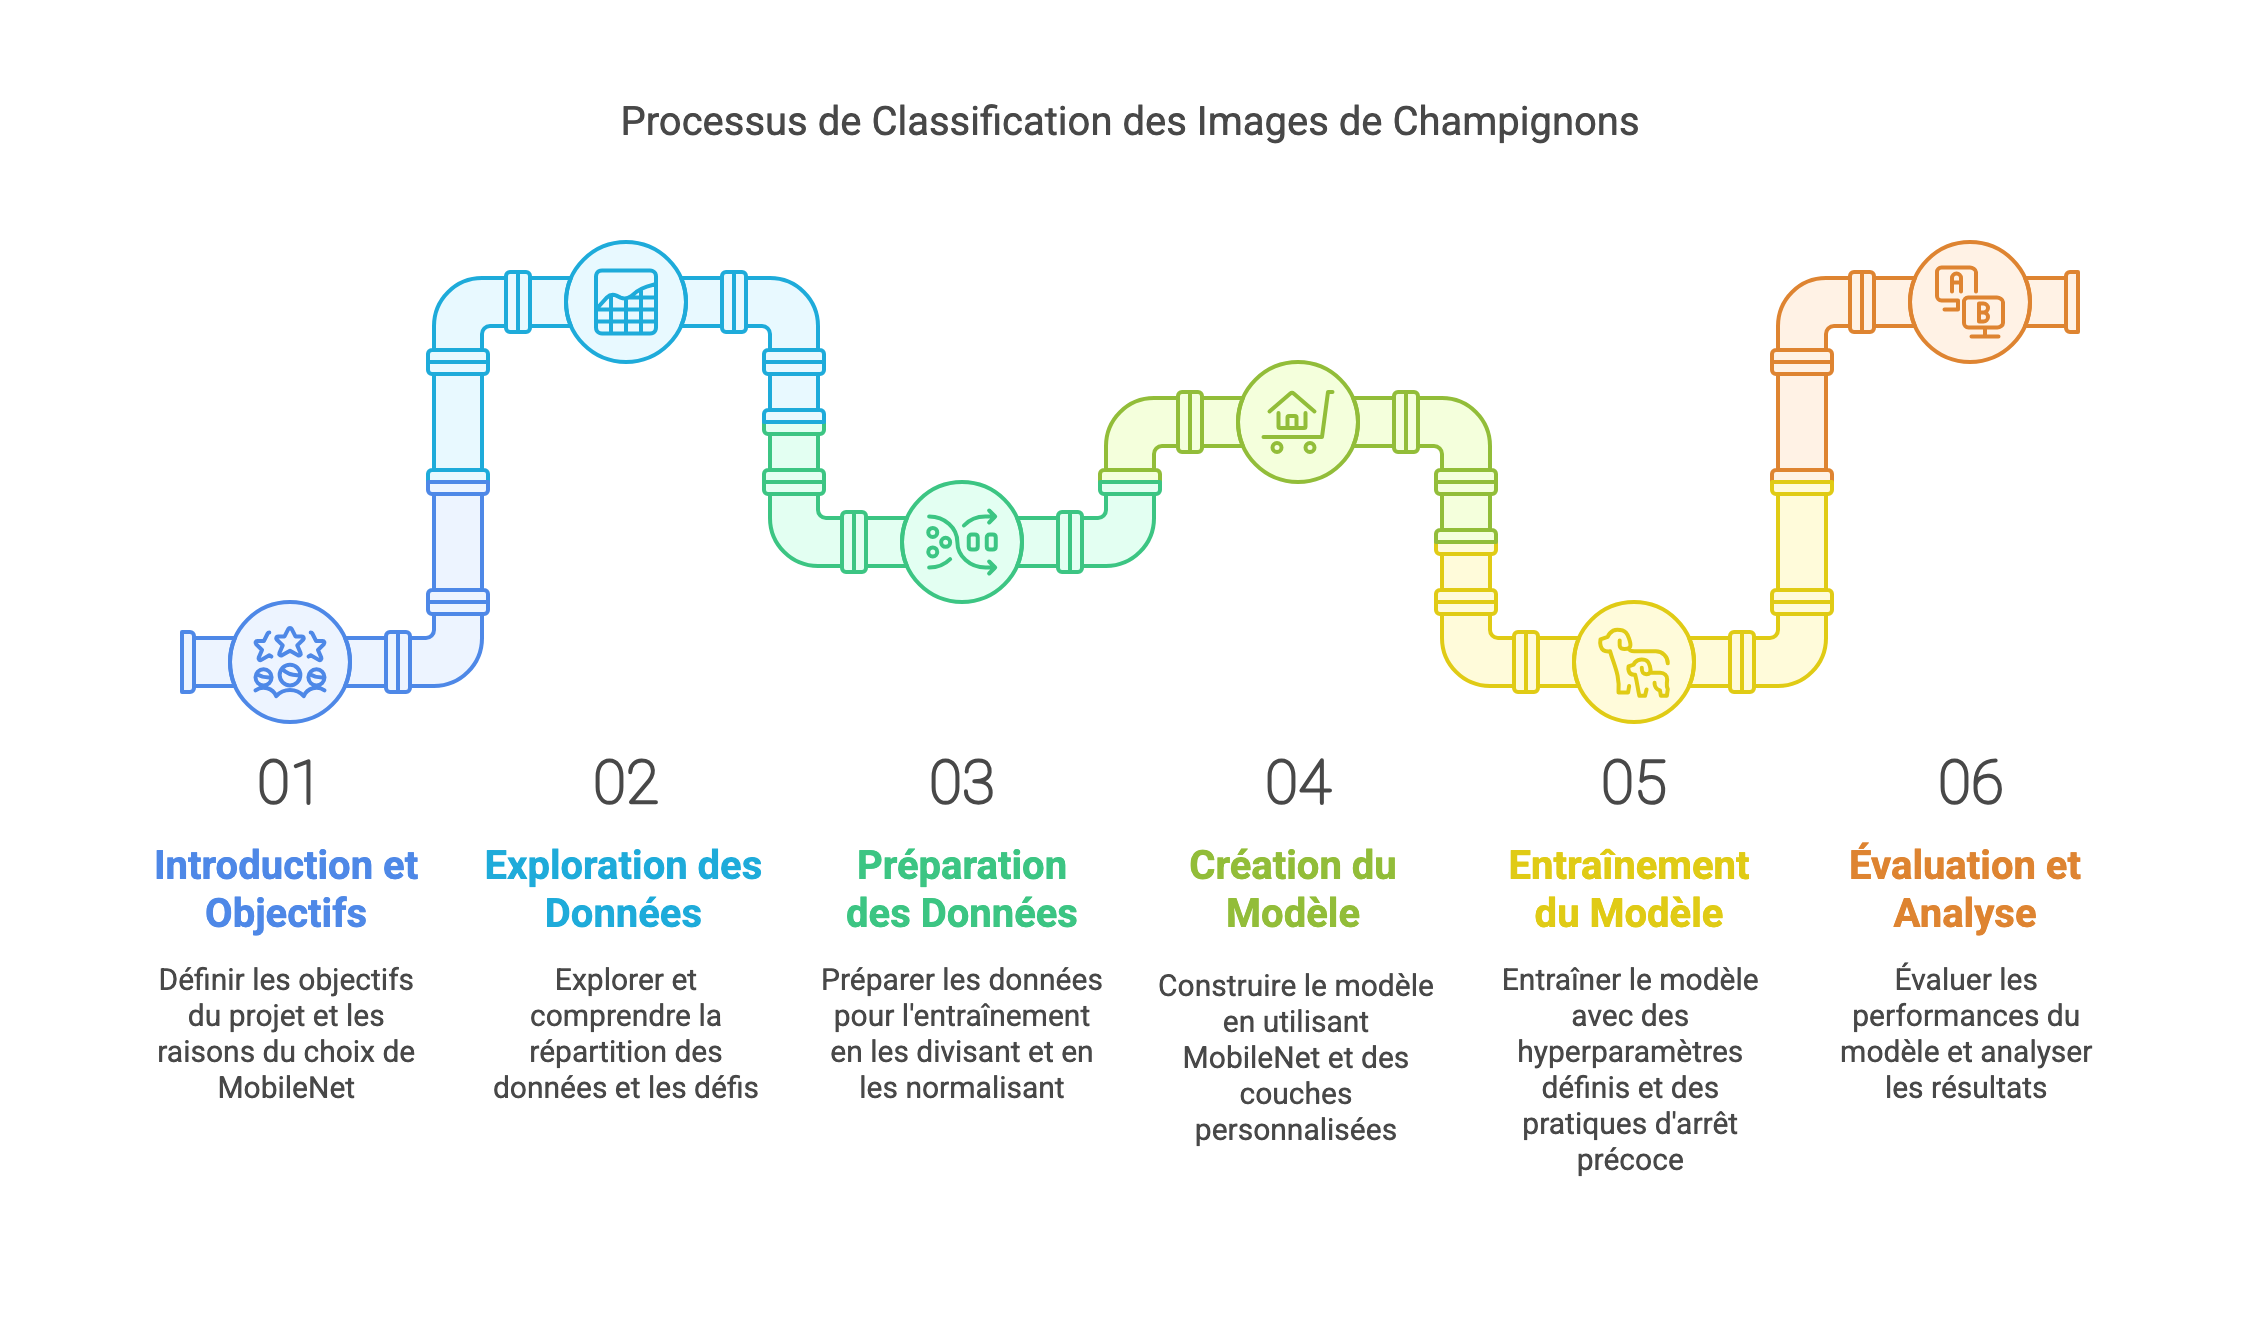 Processus de Classification des Images de Champignons
A
B
01
Introduction et
Objectifs
Définir les objectifs
du projet et les
raisons du choix de
MobileNet
02
Exploration des
Données
Explorer et
comprendre la
répartition des
données et les défis
03
Préparation
des Données
Préparer les données
pour l'entraînement
en les divisant et en
les normalisant
04
Création du
Modèle
Construire le modèle
en utilisant
MobileNet et des
couches
personnalisées
05
Entraînement
du Modèle
Entraîner le modèle
avec des
hyperparamètres
définis et des
pratiques d'arrêt
précoce
06
Évaluation et
Analyse
Évaluer les
performances du
modèle et analyser
les résultats